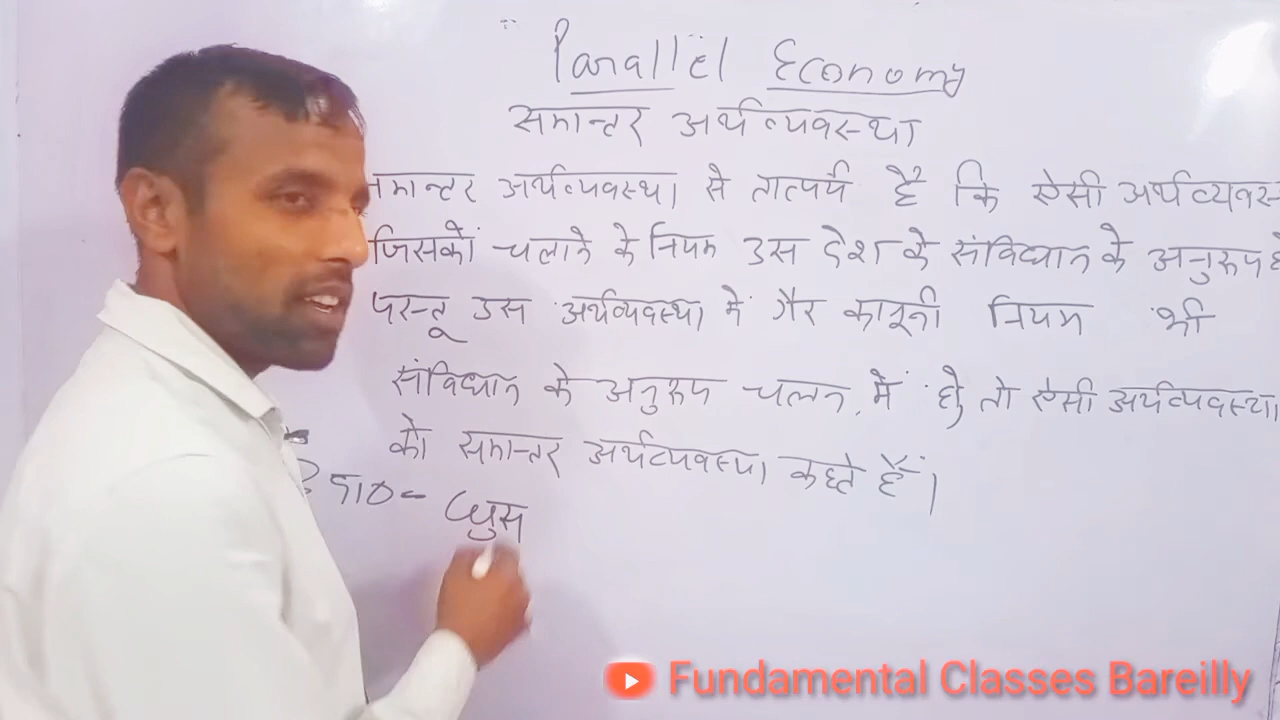 Parallel Economy
समान्तर अर्थव्यवस्था
मान्तर अर्थव्यवस्था से तात्पर्य है कि ऐसी अर्थव्यवस्
जिसकों चलाने के नियम उस देश के संविधान के अनुरूप है
परन्तू उस अर्थव्यवस्था में गैर कानूनी नियम भी
संविधान के अनुरूप चलन में हो, तो ऐसी अर्थव्यवस्था
को समान्तर अर्थव्यवस्था कहते हैं।
उदा० - घुस
Fundamental Classes Bareilly